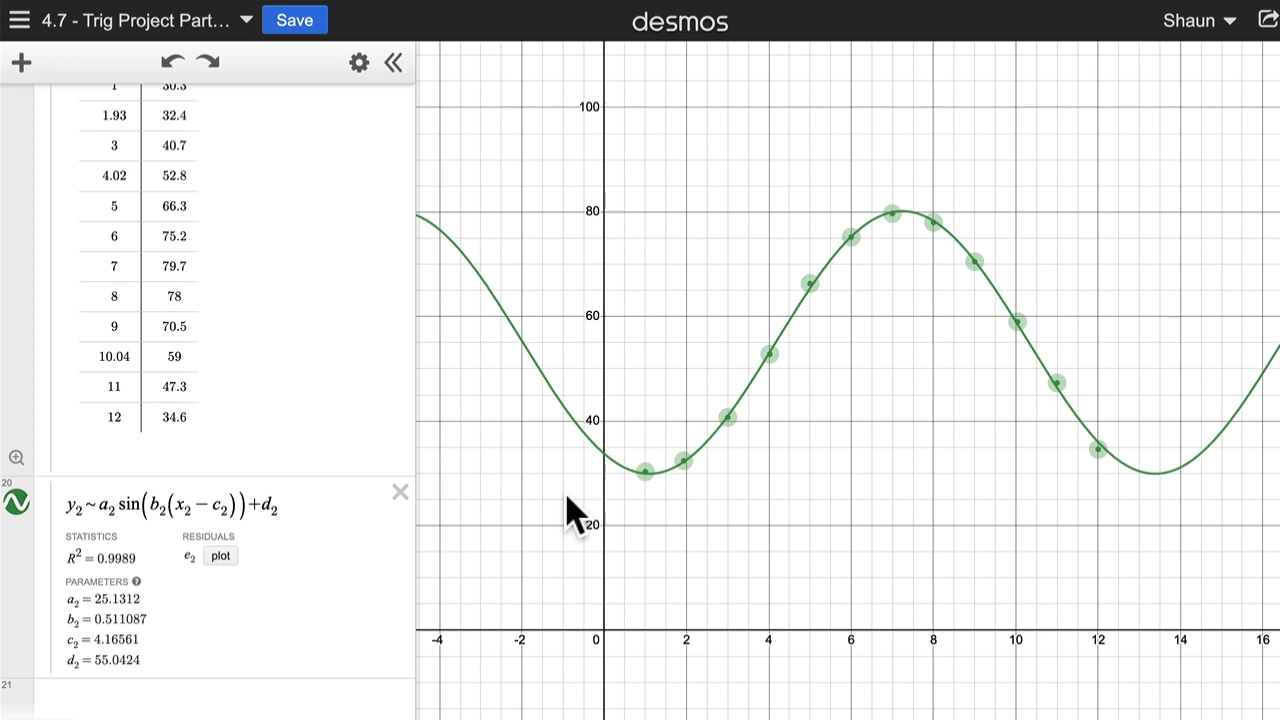 4.7 - Trig Project Part...
Save
desmos
Shaun
1 30.3
1.93 32.4
3 40.7
4.02 52.8
5 66.3
6 75.2
7 79.7
8 78
9 70.5
10.04 59
11 47.3
12 34.6
20
y₂ ~ a₂ sin(b₂(x₂ − c₂))+d₂
STATISTICS RESIDUALS
R² = 0.9989 e₂ plot
PARAMETERS ?
a₂ = 25.1312
b₂ = 0.511087
c₂ = 4.16561
d₂ = 55.0424
21
100
80
60
40
20
-4 -2 0 2 4 6 8 10 12 14 16